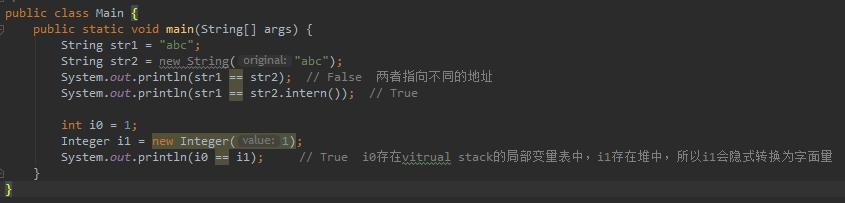 public class Main {
public static void main(String[] args) {
String str1 = "abc";
String str2 = new String( original: "abc");
System.out.println(str1 == str2);  // False  两者指向不同的地址
System.out.println(str1 == str2.intern());  // True
int i0 = 1;
Integer i1 = new Integer( value: 1);
System.out.println(i0 == i1);     // True  i0存在vitrual stack的局部变量表中，i1存在堆中，所以i1会隐式转换为字面量
}
}